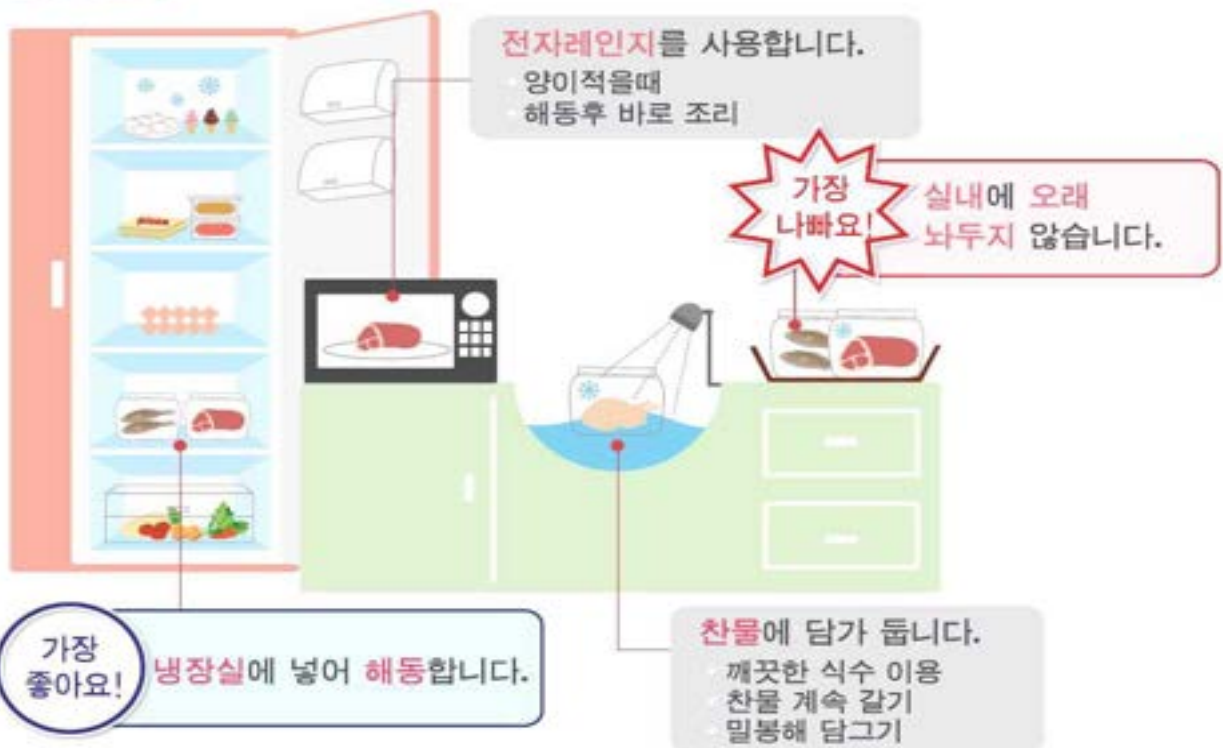 전자레인지를 사용합니다.
양이적을때
해동후 바로 조리
가장
나빠요!
실내에 오래
놔두지 않습니다.
pizza
가장
좋아요!
냉장실에 넣어 해동합니다.
찬물에 담가 둡니다.
깨끗한 식수 이용
찬물 계속 갈기
밀봉해 담그기